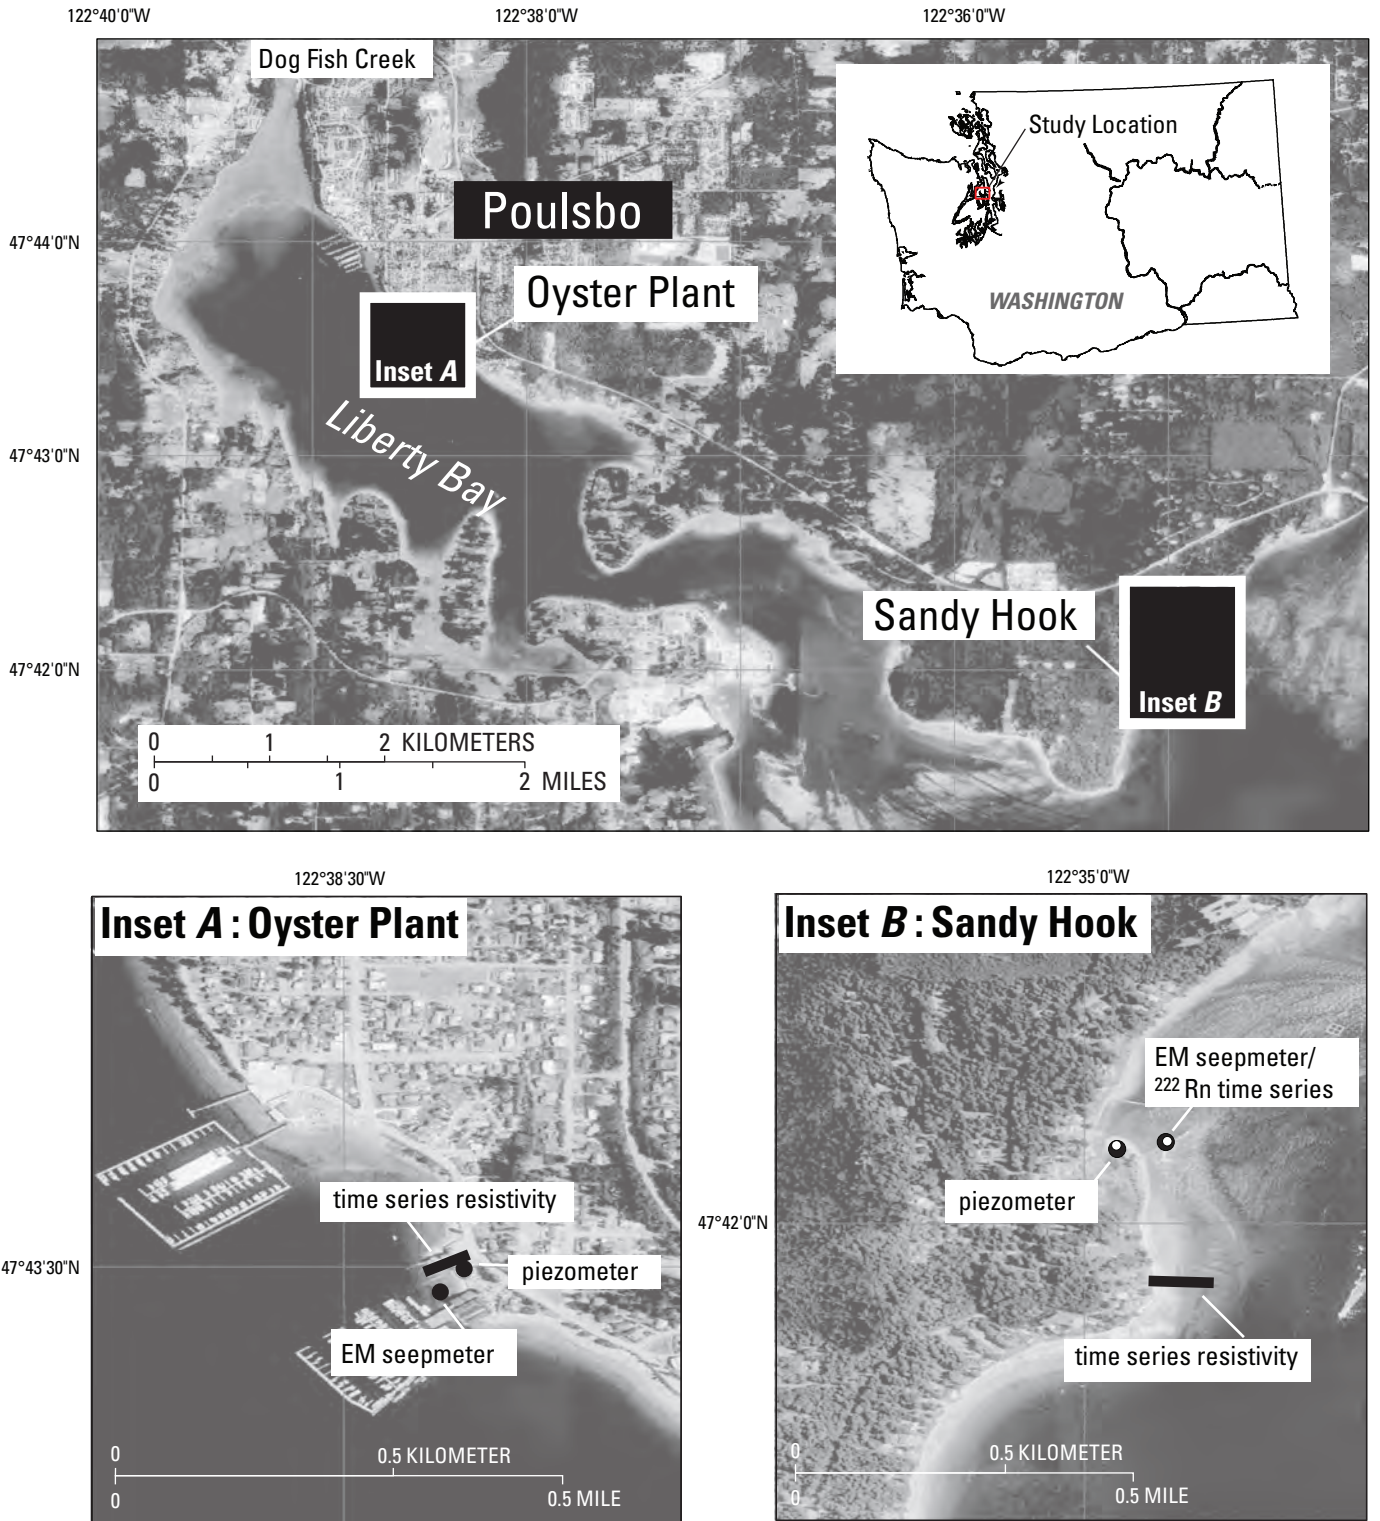 122°40'0"W
122°38'0"W
122°36'0"W
Dog Fish Creek
Study Location
Poulsbo
47°44'0"N
Oyster Plant
WASHINGTON
Inset A
Liberty Bay
47°43'0"N
Sandy Hook
47°42'0"N
Inset B
0 1 2 KILOMETERS
0 1 2 MILES
122°38'30"W
Inset A : Oyster Plant
time series resistivity
47°43'30"N
piezometer
EM seepmeter
0 0.5 KILOMETER
0 0.5 MILE
122°35'0"W
Inset B : Sandy Hook
EM seepmeter/
222 Rn time series
piezometer
47°42'0"N
time series resistivity
0 0.5 KILOMETER
0 0.5 MILE